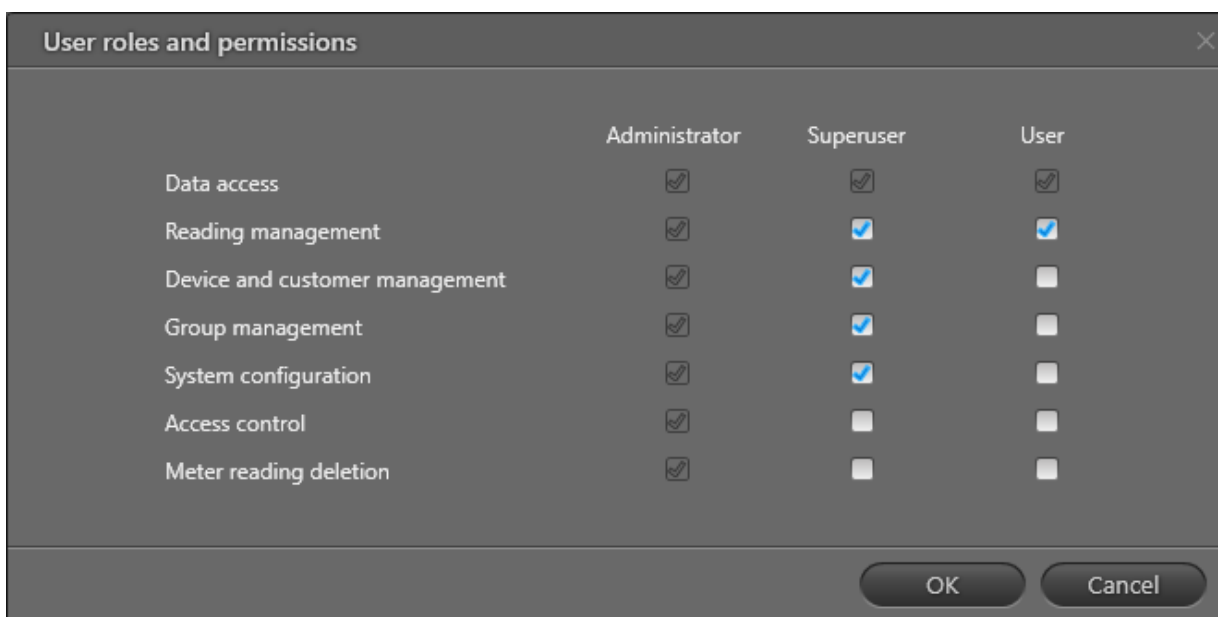 User roles and permissions
Administrator Superuser User
Data access
Reading management
Device and customer management
Group management
System configuration
Access control
Meter reading deletion
OK Cancel